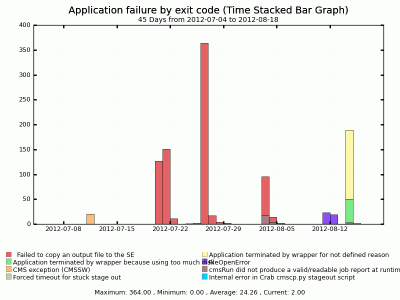 Application failure by exit code (Time Stacked Bar Graph)
45 Days from 2012-07-04 to 2012-08-18
400
350
300
250
200
150
100
50
0
2012-07-08 2012-07-15 2012-07-22 2012-07-29 2012-08-05 2012-08-12
Failed to copy an output file to the SE Application terminated by wrapper for not defined reason
Application terminated by wrapper because using too much FileOpenError
CMS exception (CMSSW) cmsRun did not produce a valid/readable job report at runtim
Forced timeout for stuck stage out Internal error in Crab cmscp.py stageout script
Maximum: 364.00 , Minimum: 0.00 , Average: 24.26 , Current: 2.00